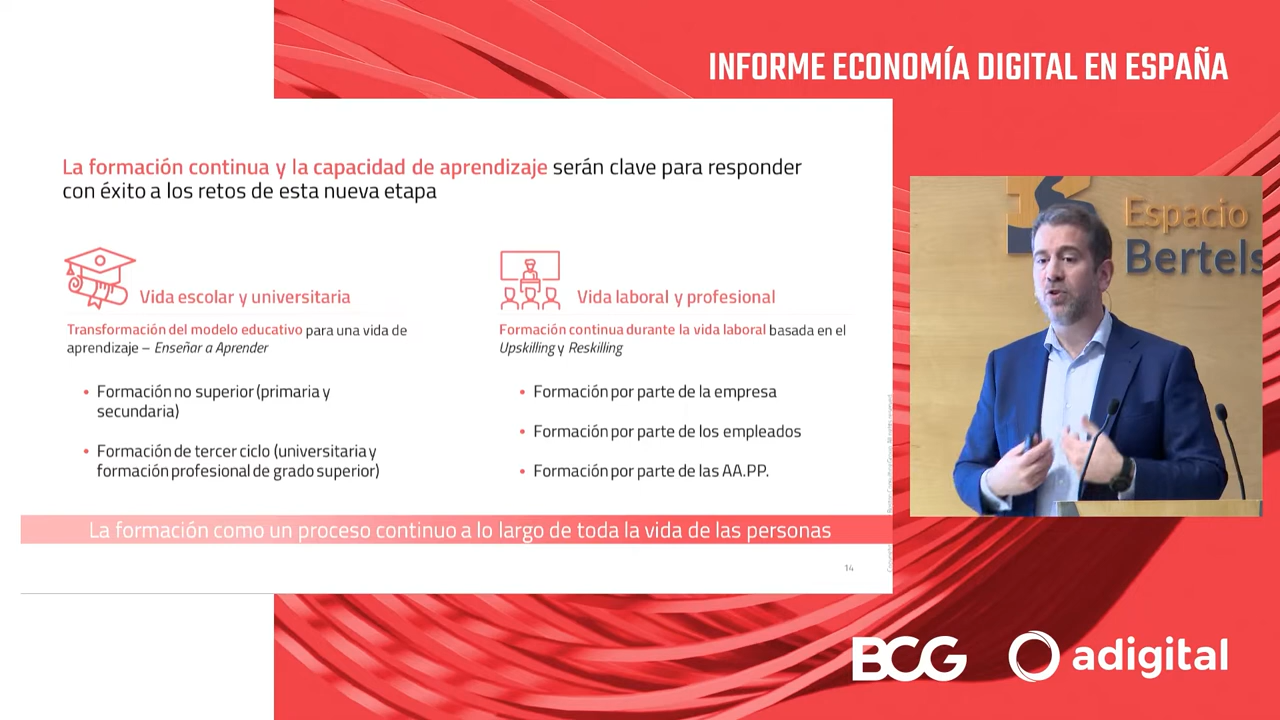 INFORME ECONOMÍA DIGITAL EN ESPAÑA
La formación continua y la capacidad de aprendizaje serán clave para responder
con éxito a los retos de esta nueva etapa
Vida escolar y universitaria
Transformación del modelo educativo para una vida de
aprendizaje – Enseñar a Aprender
• Formación no superior (primaria y
secundaria)
• Formación de tercer ciclo (universitaria y
formación profesional de grado superior)
Vida laboral y profesional
Formación continua durante la vida laboral basada en el
Upskilling y Reskilling
• Formación por parte de la empresa
• Formación por parte de los empleados
• Formación por parte de las AA.PP.
La formación como un proceso continuo a lo largo de toda la vida de las personas
14
Espacio
Bertels
BCG
adigital